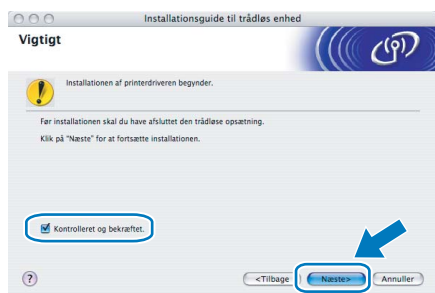 Installationsguide til trådløs enhed
Vigtigt
Installationen af printerdriveren begynder.
Før installationen skal du have afsluttet den trådløse opsætning.
Klik på "Næste" for at fortsætte installationen.
Kontrolleret og bekræftet.
? <Tilbage Næste> Annuller